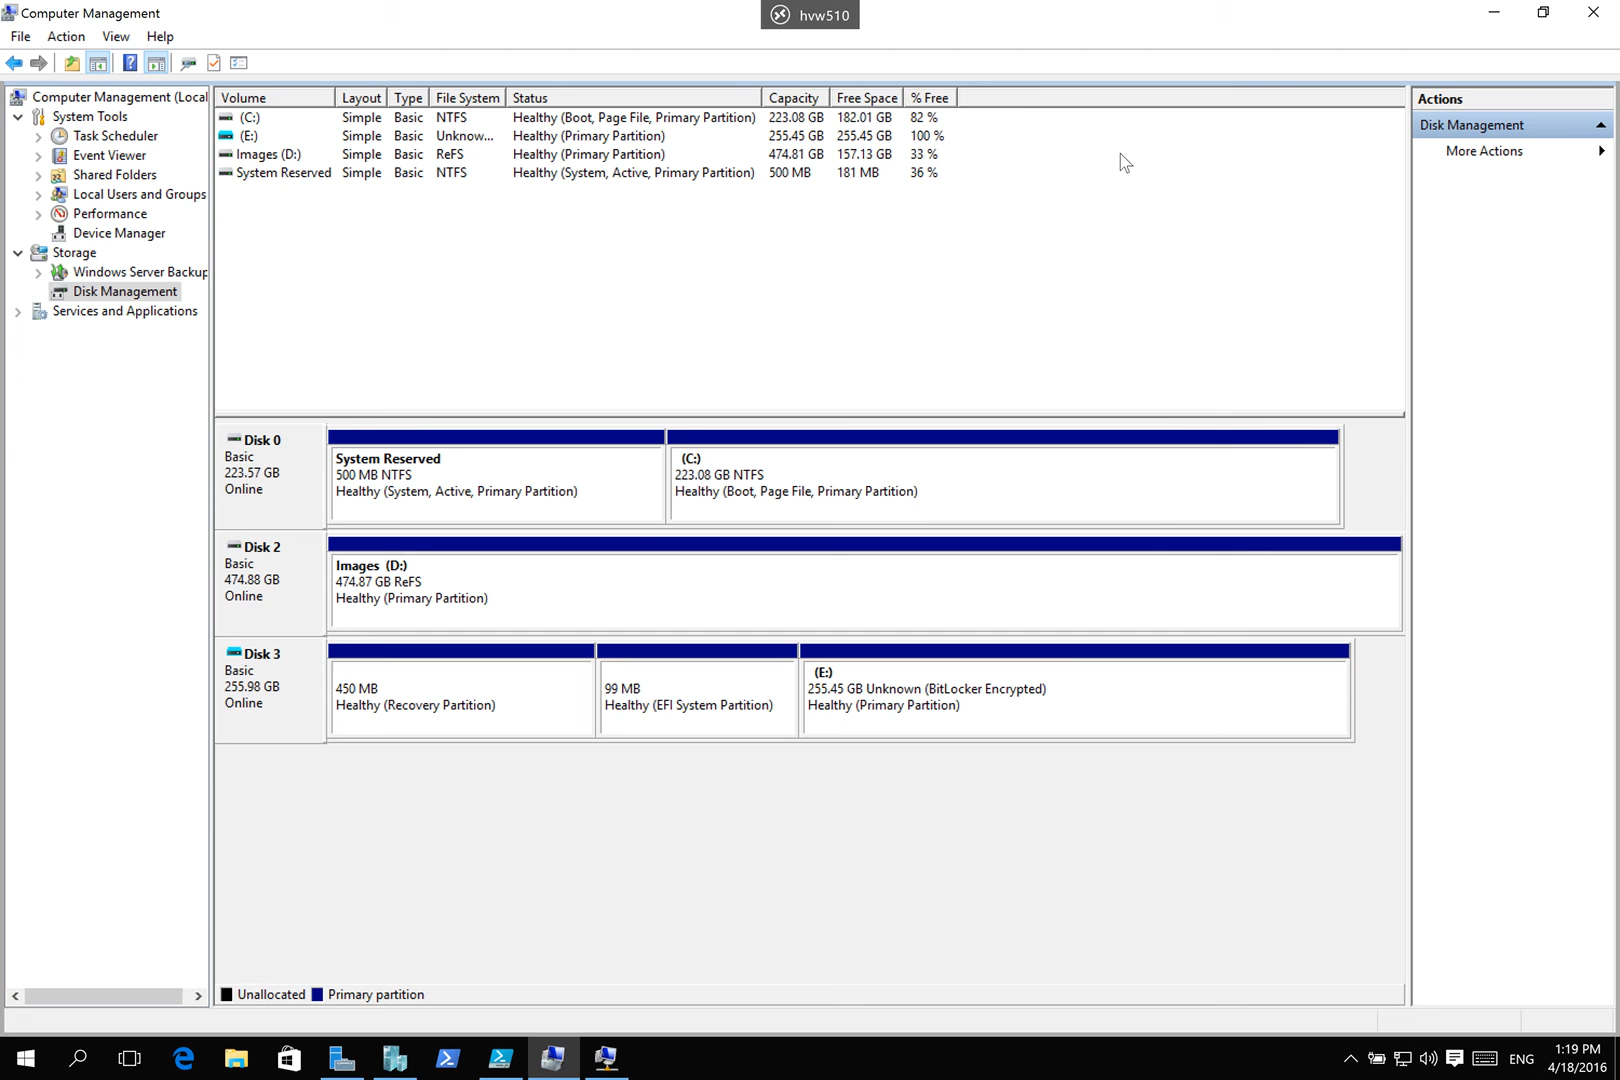 Computer Management
hvw510
File Action View Help
Computer Management (Local
System Tools
Task Scheduler
Event Viewer
Shared Folders
Local Users and Groups
Performance
Device Manager
Storage
Windows Server Backup
Disk Management
Services and Applications
Volume Layout Type File System Status Capacity Free Space % Free
(C:) Simple Basic NTFS Healthy (Boot, Page File, Primary Partition) 223.08 GB 182.01 GB 82 %
(E:) Simple Basic Unknow... Healthy (Primary Partition) 255.45 GB 255.45 GB 100 %
Images (D:) Simple Basic ReFS Healthy (Primary Partition) 474.81 GB 157.13 GB 33 %
System Reserved Simple Basic NTFS Healthy (System, Active, Primary Partition) 500 MB 181 MB 36 %
Disk 0
Basic
223.57 GB
Online
System Reserved
500 MB NTFS
Healthy (System, Active, Primary Partition)
(C:)
223.08 GB NTFS
Healthy (Boot, Page File, Primary Partition)
Disk 2
Basic
474.88 GB
Online
Images (D:)
474.87 GB ReFS
Healthy (Primary Partition)
Disk 3
Basic
255.98 GB
Online
450 MB
Healthy (Recovery Partition)
99 MB
Healthy (EFI System Partition)
(E:)
255.45 GB Unknown (BitLocker Encrypted)
Healthy (Primary Partition)
Unallocated Primary partition
Actions
Disk Management
More Actions
ENG
1:19 PM
4/18/2016